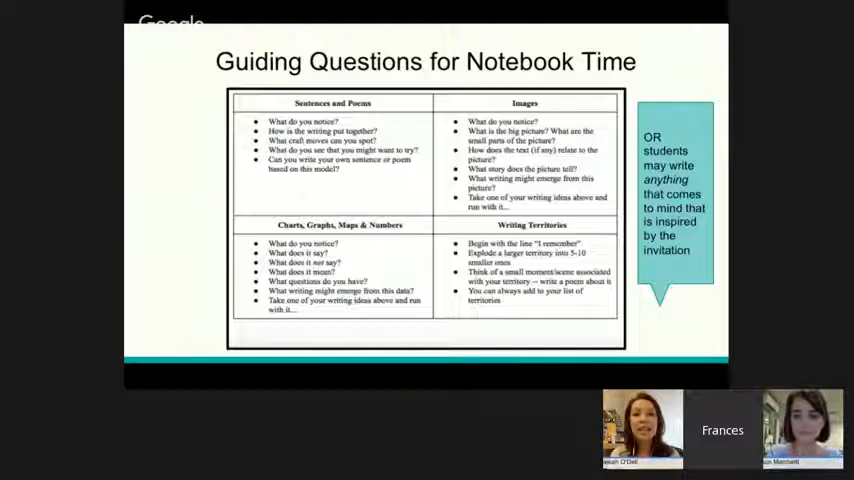 Google
Guiding Questions for Notebook Time
Sentences and Poems
What do you notice?
How is the writing put together?
What craft moves can you spot?
What do you see that you might want to try?
Can you write your own sentence or poem
based on this model?
Images
What do you notice?
What is the big picture? What are the
small parts of the picture?
How does the text (if any) relate to the
picture?
What story does the picture tell?
What writing might emerge from this
picture?
Take one of your writing ideas above and
run with it...
Charts, Graphs, Maps & Numbers
What do you notice?
What does it say?
What does it not say?
What does it mean?
What questions do you have?
What writing might emerge from this data?
Take one of your writing ideas above and run
with it...
Writing Territories
Begin with the line "I remember"
Explode a larger territory into 5-10
smaller ones
Think of a small moment/scene associated
with your territory -- write a poem about it
You can always add to your list of
territories
OR
students
may write
anything
that comes
to mind that
is inspired
by the
invitation
Frances
O'Dell
Marchetti